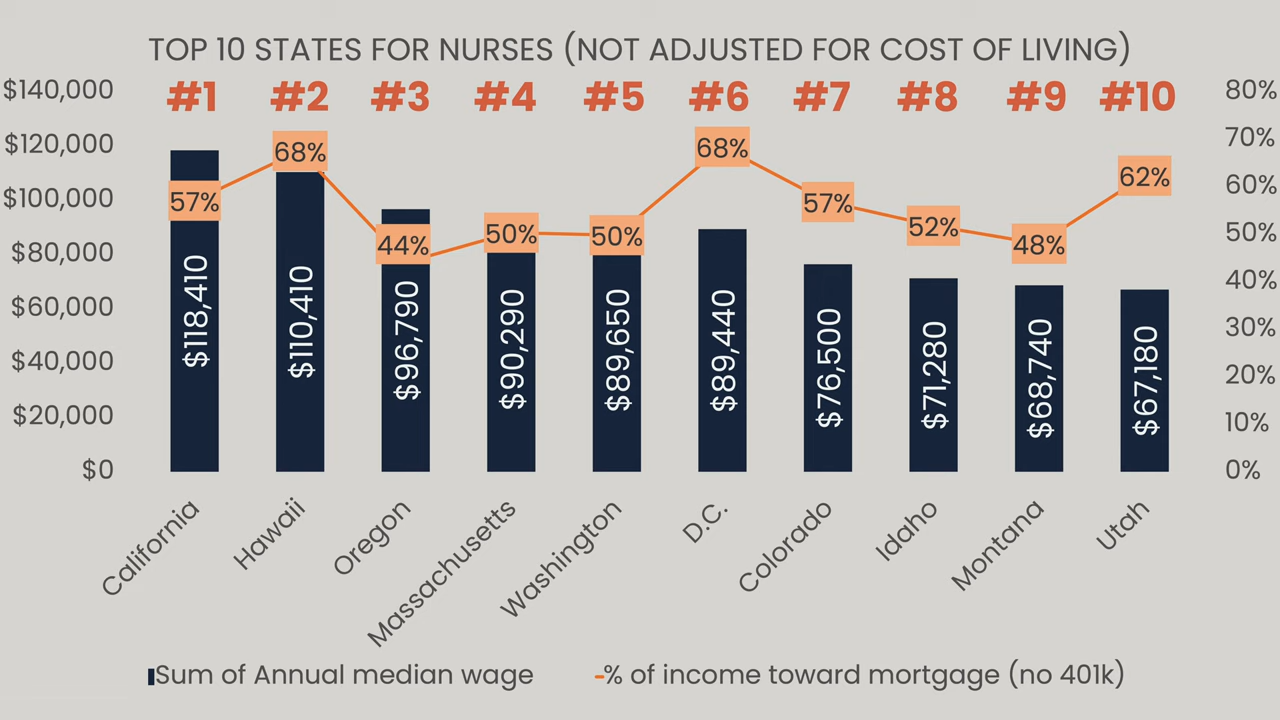 TOP 10 STATES FOR NURSES (NOT ADJUSTED FOR COST OF LIVING)
$140,000
$120,000
$100,000
$80,000
$60,000
$40,000
$20,000
$0
#1 #2 #3 #4 #5 #6 #7 #8 #9 #10
57% 68% 44% 50% 50% 68% 57% 52% 48% 62%
$118,410 $110,410 $96,790 $90,290 $89,650 $89,440 $76,500 $71,280 $68,740 $67,180
80%
70%
60%
50%
40%
30%
20%
10%
0%
California Hawaii Oregon Massachusetts Washington D.C. Colorado Idaho Montana Utah
Sum of Annual median wage
% of income toward mortgage (no 401k)